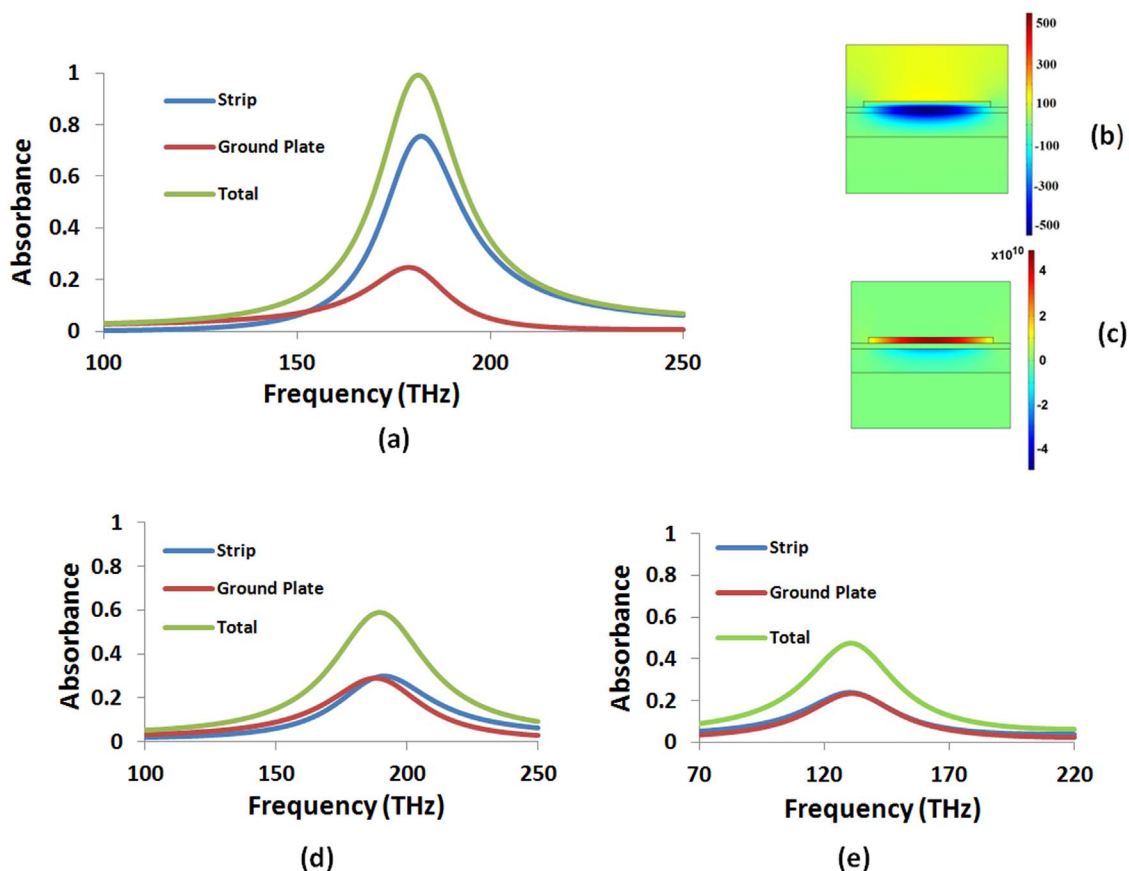 1
0.8
0.6
0.4
0.2
0
Absorbance
Strip
Ground Plate
Total
100
150
200
250
Frequency (THz)
(a)
500
300
100
-100
-300
-500
(b)
x10¹⁰
4
2
0
-2
-4
(c)
1
0.8
0.6
0.4
0.2
0
Absorbance
Strip
Ground Plate
Total
100
150
200
250
Frequency (THz)
(d)
1
0.8
0.6
0.4
0.2
0
Absorbance
Strip
Ground Plate
Total
70
120
170
220
Frequency (THz)
(e)